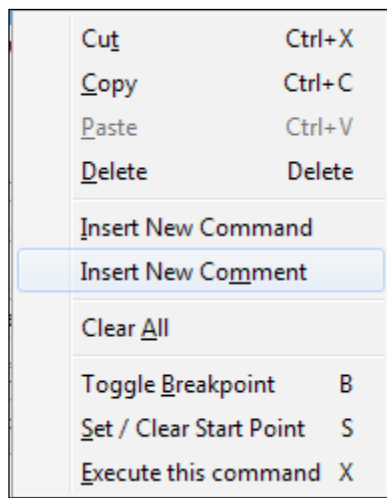 Cut Ctrl+X
Copy Ctrl+C
Paste Ctrl+V
Delete Delete
Insert New Command
Insert New Comment
Clear All
Toggle Breakpoint B
Set / Clear Start Point S
Execute this command X